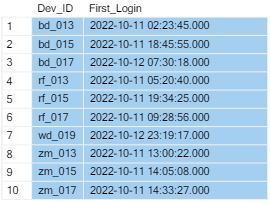 Dev_ID First_Login
1 bd_013 2022-10-11 02:23:45.000
2 bd_015 2022-10-11 18:45:55.000
3 bd_017 2022-10-12 07:30:18.000
4 rf_013 2022-10-11 05:20:40.000
5 rf_015 2022-10-11 19:34:25.000
6 rf_017 2022-10-11 09:28:56.000
7 wd_019 2022-10-12 23:19:17.000
8 zm_013 2022-10-11 13:00:22.000
9 zm_015 2022-10-11 14:05:08.000
10 zm_017 2022-10-11 14:33:27.000